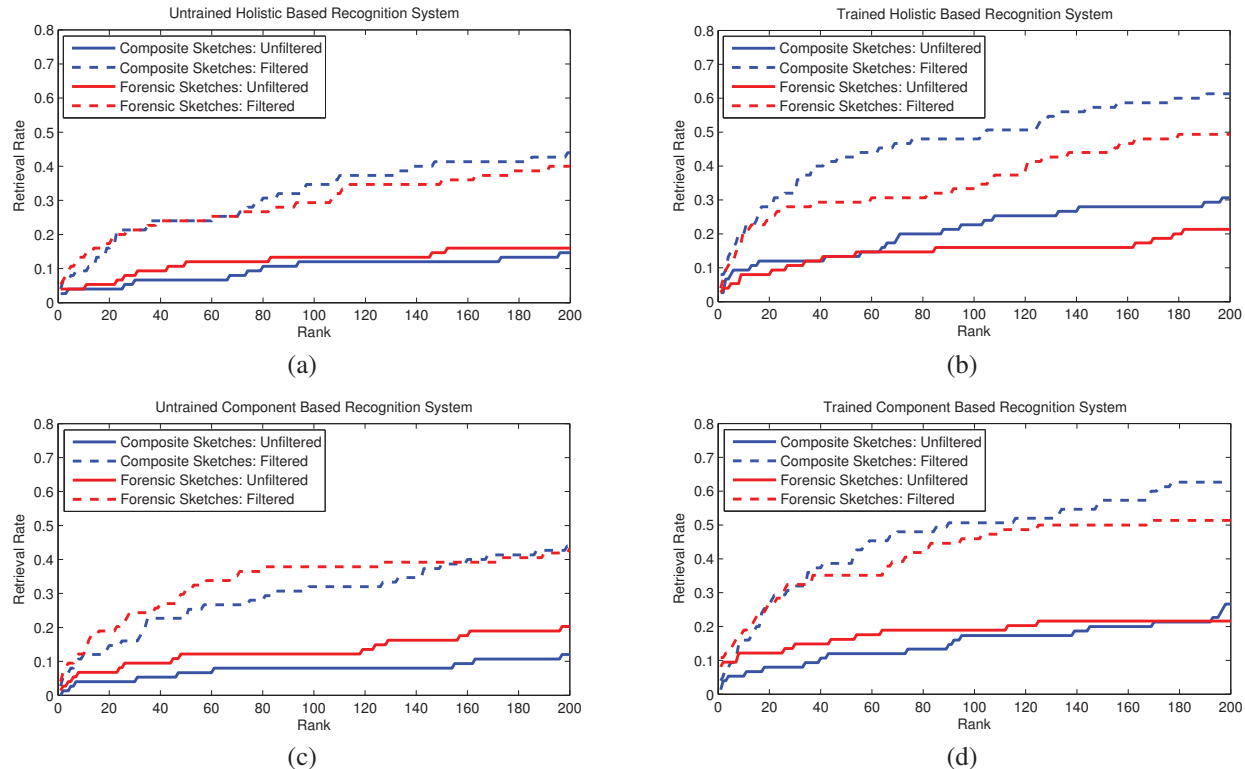 Untrained Holistic Based Recognition System
0.8
0.7
0.6
0.5
0.4
0.3
0.2
0.1
0
Retrieval Rate
Composite Sketches: Unfiltered
Composite Sketches: Filtered
Forensic Sketches: Unfiltered
Forensic Sketches: Filtered
0 20 40 60 80 100 120 140 160 180 200
Rank
(a)
Trained Holistic Based Recognition System
0.8
0.7
0.6
0.5
0.4
0.3
0.2
0.1
0
Retrieval Rate
Composite Sketches: Unfiltered
Composite Sketches: Filtered
Forensic Sketches: Unfiltered
Forensic Sketches: Filtered
0 20 40 60 80 100 120 140 160 180 200
Rank
(b)
Untrained Component Based Recognition System
0.8
0.7
0.6
0.5
0.4
0.3
0.2
0.1
0
Retrieval Rate
Composite Sketches: Unfiltered
Composite Sketches: Filtered
Forensic Sketches: Unfiltered
Forensic Sketches: Filtered
0 20 40 60 80 100 120 140 160 180 200
Rank
(c)
Trained Component Based Recognition System
0.8
0.7
0.6
0.5
0.4
0.3
0.2
0.1
0
Retrieval Rate
Composite Sketches: Unfiltered
Composite Sketches: Filtered
Forensic Sketches: Unfiltered
Forensic Sketches: Filtered
0 20 40 60 80 100 120 140 160 180 200
Rank
(d)